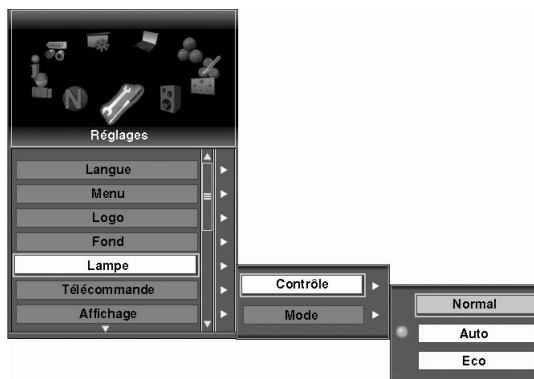 Réglages
Langue
Menu
Logo
Fond
Lampe
Télécommande
Affichage
Contrôle
Mode
Normal
Auto
Eco